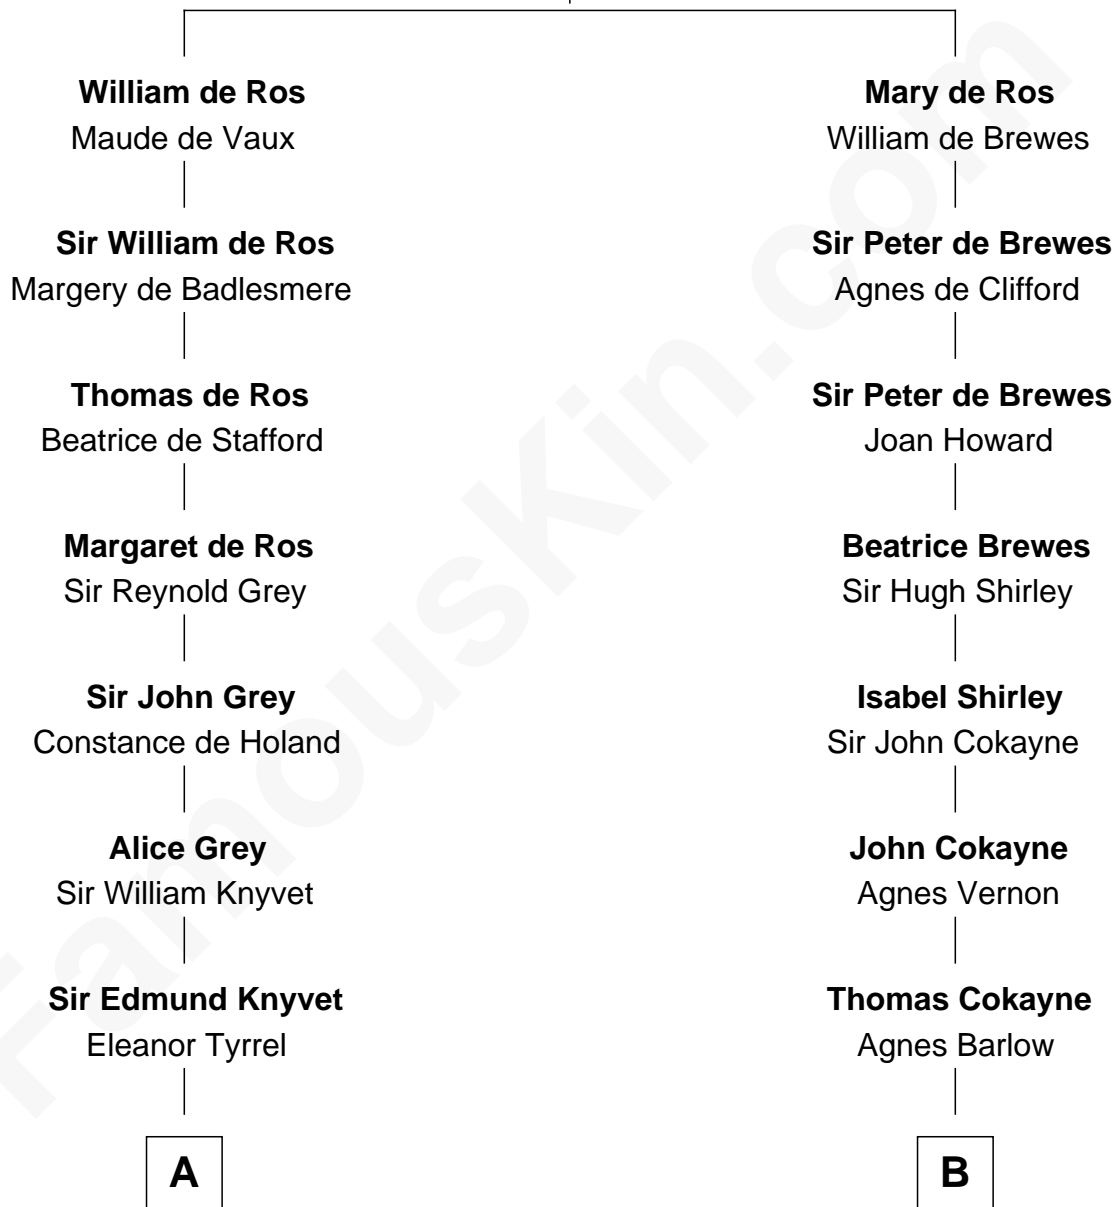 William de Ros
Maude de Vaux
Sir William de Ros
Margery de Badlesmere
Thomas de Ros
Beatrice de Stafford
Margaret de Ros
Sir Reynold Grey
Sir John Grey
Constance de Holand
Alice Grey
Sir William Knyvet
Sir Edmund Knyvet
Eleanor Tyrrel
A
Mary de Ros
William de Brewes
Sir Peter de Brewes
Agnes de Clifford
Sir Peter de Brewes
Joan Howard
Beatrice Brewes
Sir Hugh Shirley
Isabel Shirley
Sir John Cokayne
John Cokayne
Agnes Vernon
Thomas Cokayne
Agnes Barlow
B
FamousKin.com